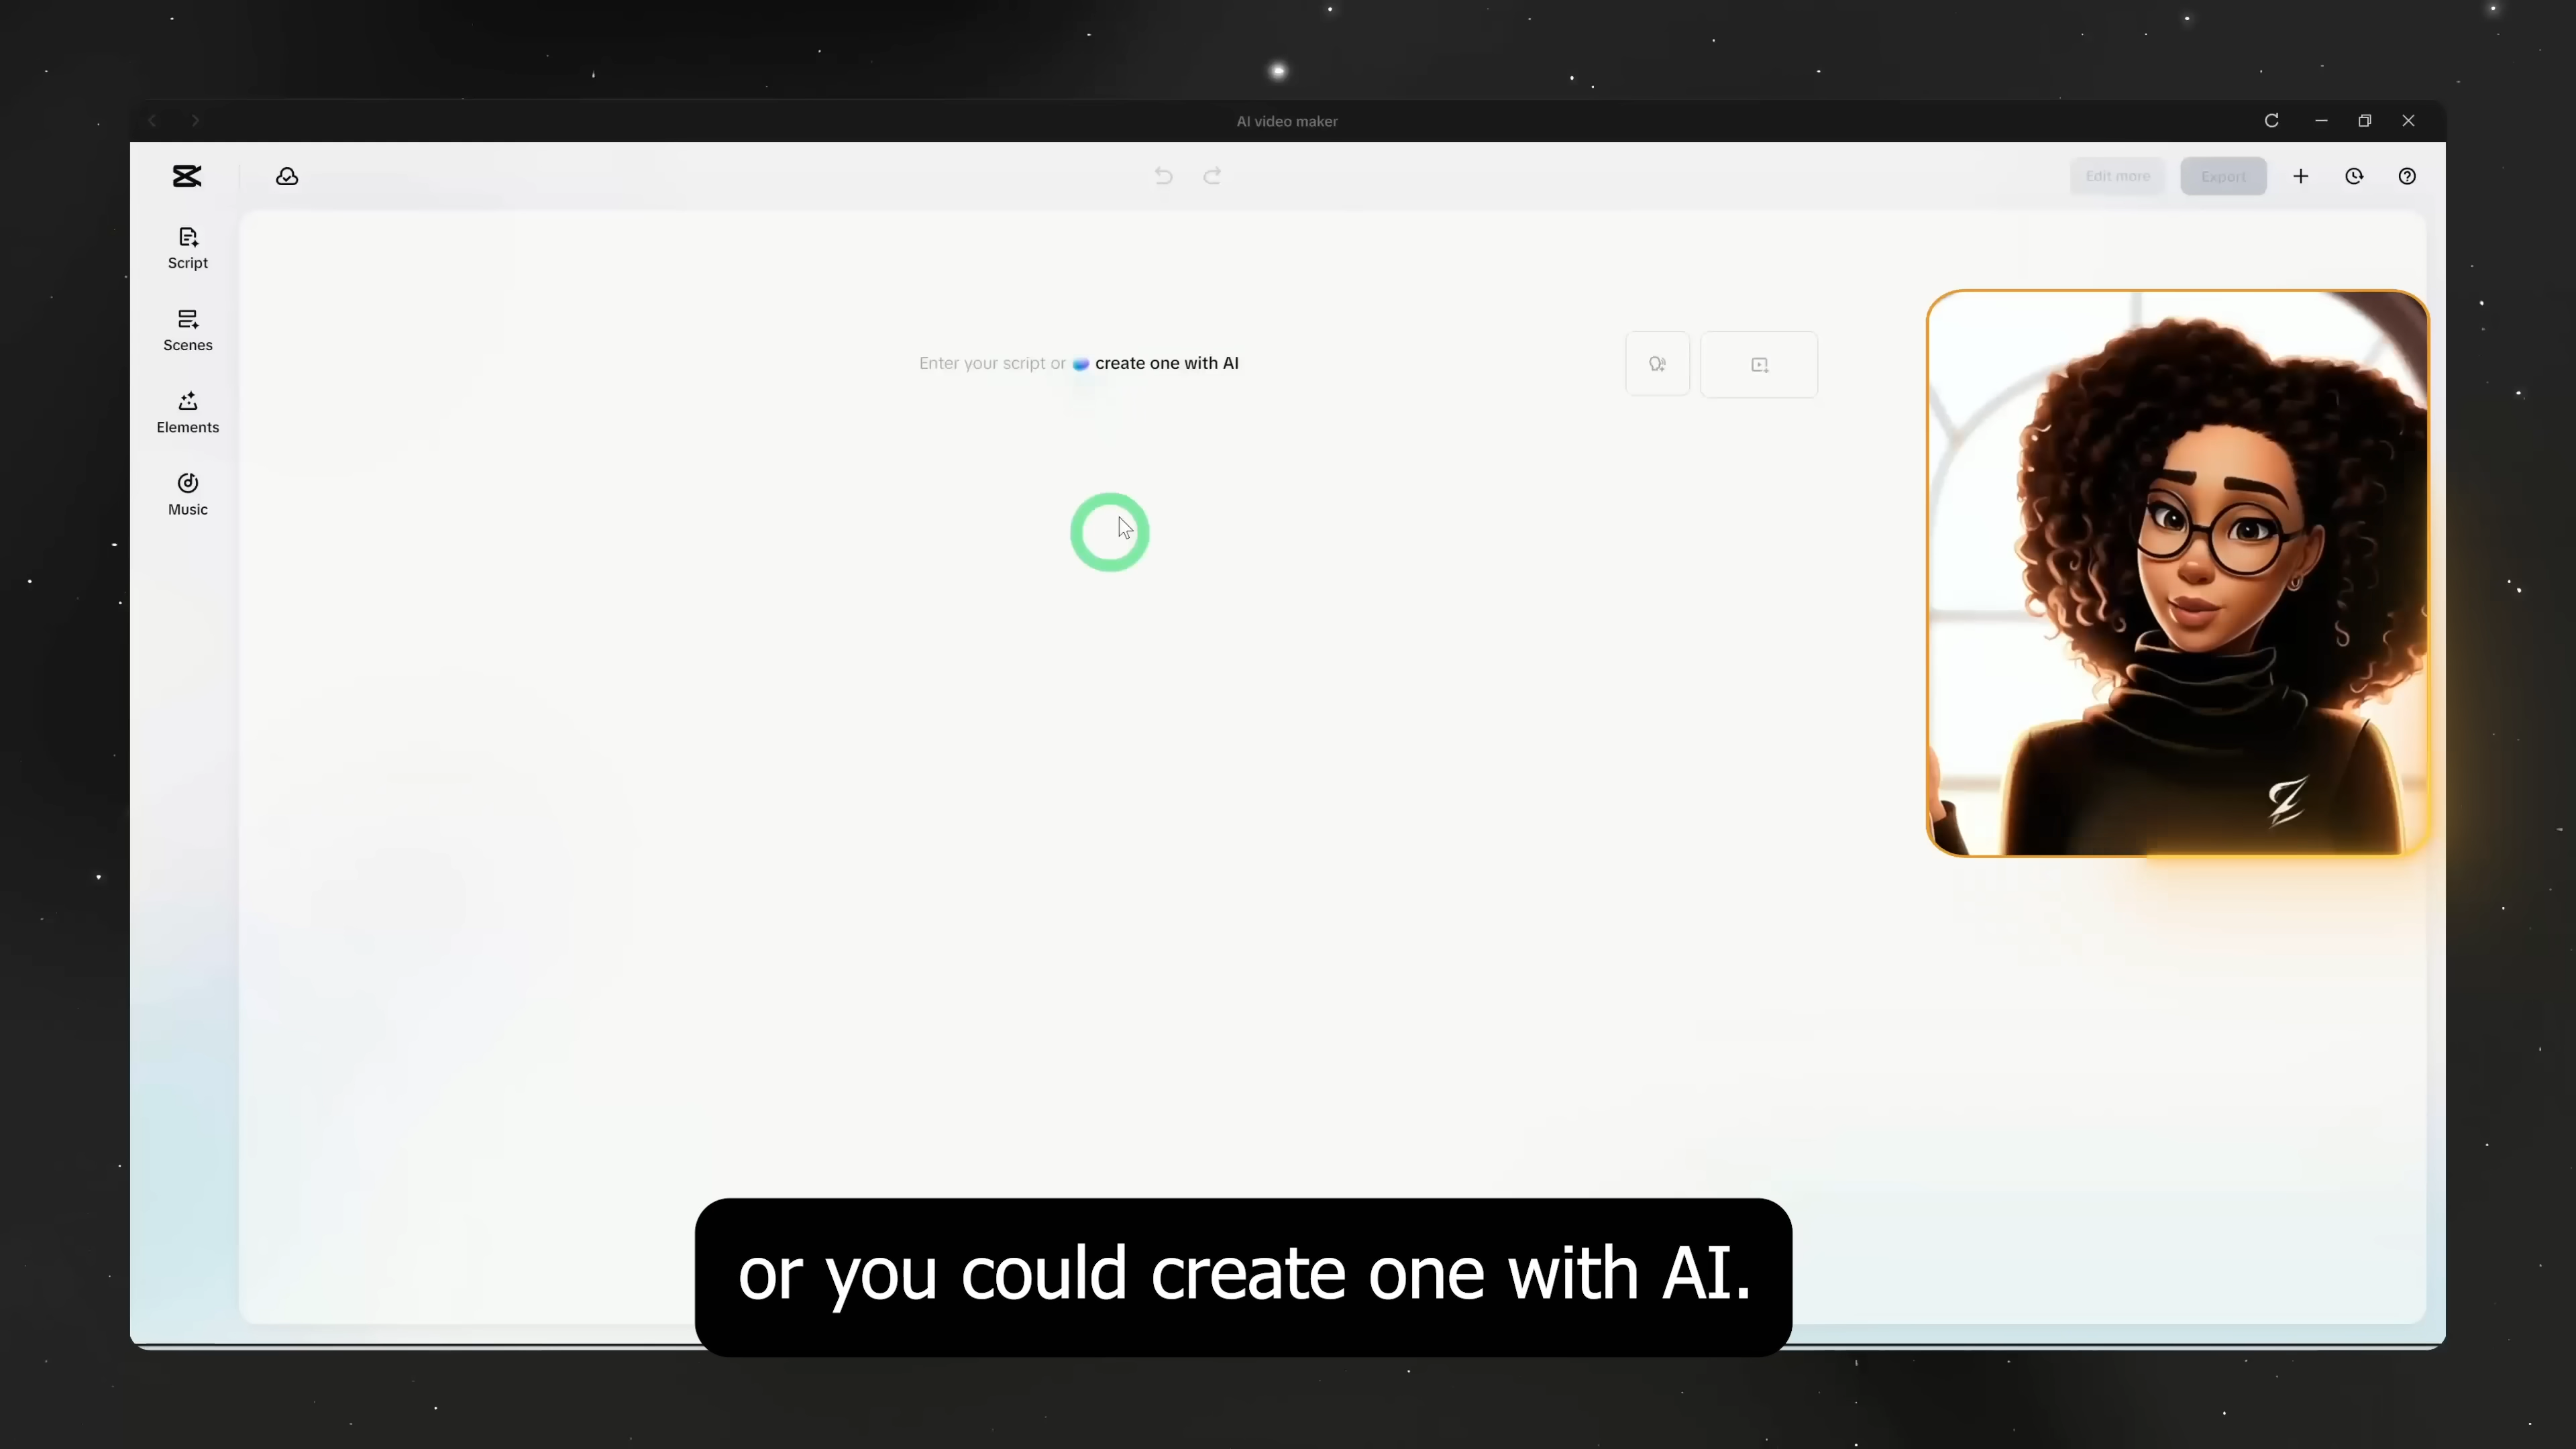 AI video maker
Edit more
Export
Script
Scenes
Elements
Music
Enter your script or create one with AI
or you could create one with AI.